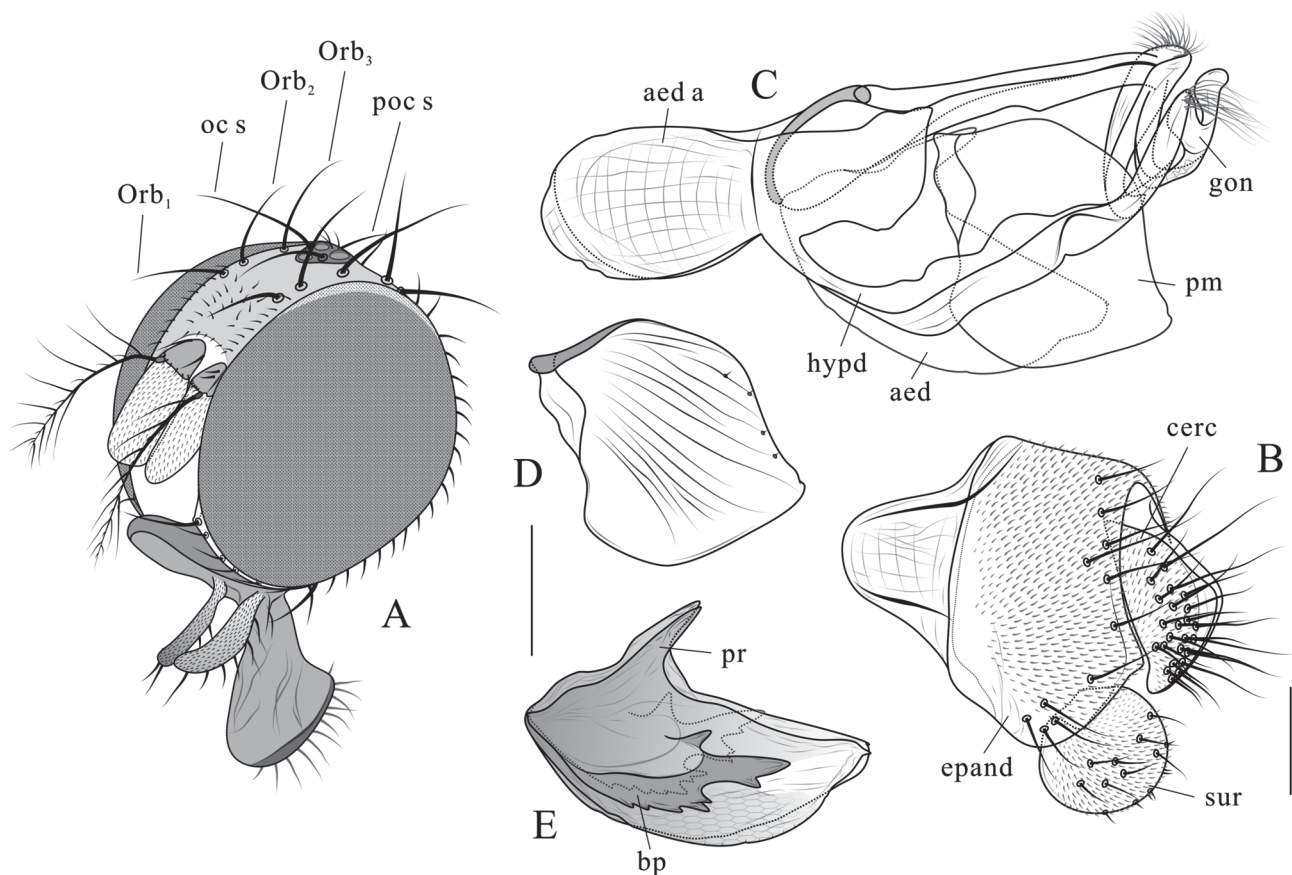 Orb₃
Orb₂
poc s
oc s
Orb₁
A
aed a
C
gon
pm
hypd
aed
D
cerc
B
epand
sur
pr
E
bp